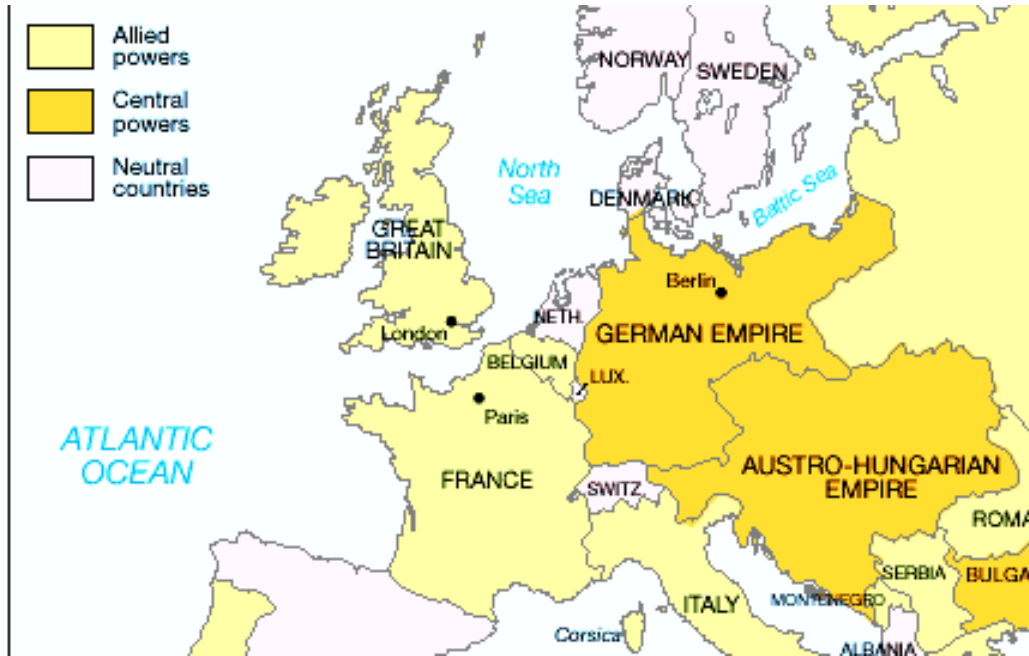 Allied
powers
Central
powers
Neutral
countries
NORWAY
SWEDEN
North
Sea
DENMARK
Baltic Sea
GREAT
BRITAIN
Berlin
NETH.
London
GERMAN EMPIRE
BELGIUM
LUX.
Paris
ATLANTIC
OCEAN
FRANCE
AUSTRO-HUNGARIAN
EMPIRE
SWITZ.
ROMA
SERBIA
BULGA
MONTENEGRO
ITALY
Corsica
ALBANIA